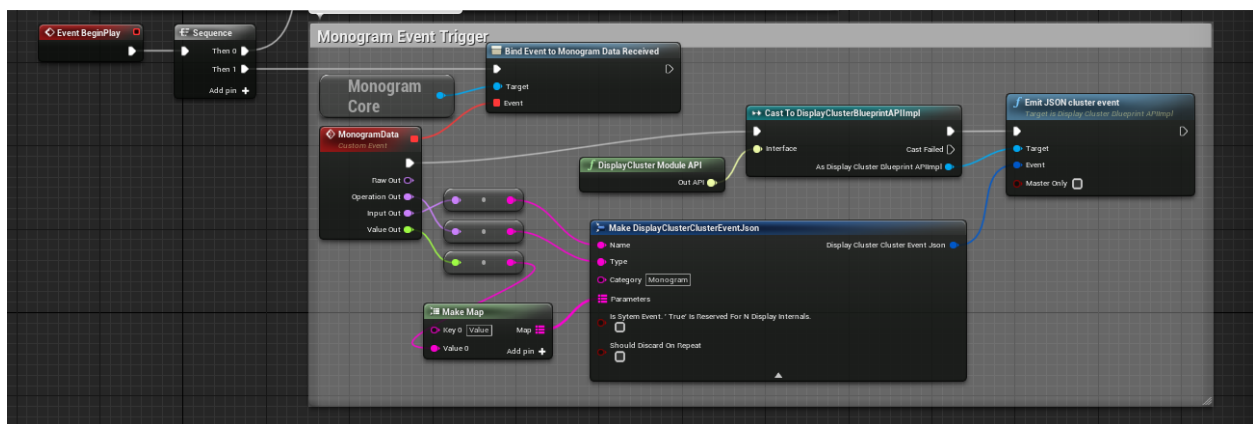 Event BeginPlay
Sequence
Then 0
Then 1
Add pin
Monogram Event Trigger
Bind Event to Monogram Data Received
Target
Event
Monogram
Core
MonogramData
Custom Event
Raw Out
Operation Out
Input Out
Value Out
DisplayCluster Module API
Out API
Cast To DisplayClusterBlueprintAPIImpl
Interface
Cast Failed
As Display Cluster Blueprint APIImpl
Emit JSON cluster event
Target is Display Cluster Blueprint APIImpl
Target
Event
Master Only
Make DisplayClusterClusterEventJson
Name
Display Cluster Cluster Event Json
Type
Category Monogram
Parameters
Is Sytem Event. ' True' Is Reserved For N Display Internals.
Should Discard On Repeat
Make Map
Key 0 Value
Map
Value 0
Add pin